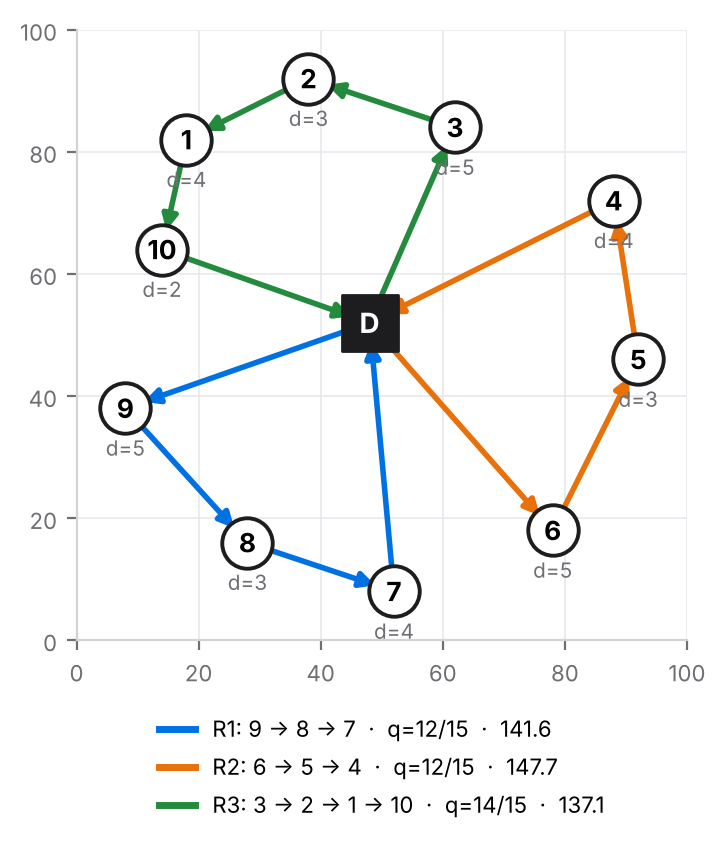 100
80
60
40
20
0
0 20 40 60 80 100
2
d=3
3
d=5
1
d=4
4
d=4
10
d=2
D
5
d=3
9
d=5
6
d=5
8
d=3
7
d=4
R1: 9 → 8 → 7 · q=12/15 · 141.6
R2: 6 → 5 → 4 · q=12/15 · 147.7
R3: 3 → 2 → 1 → 10 · q=14/15 · 137.1